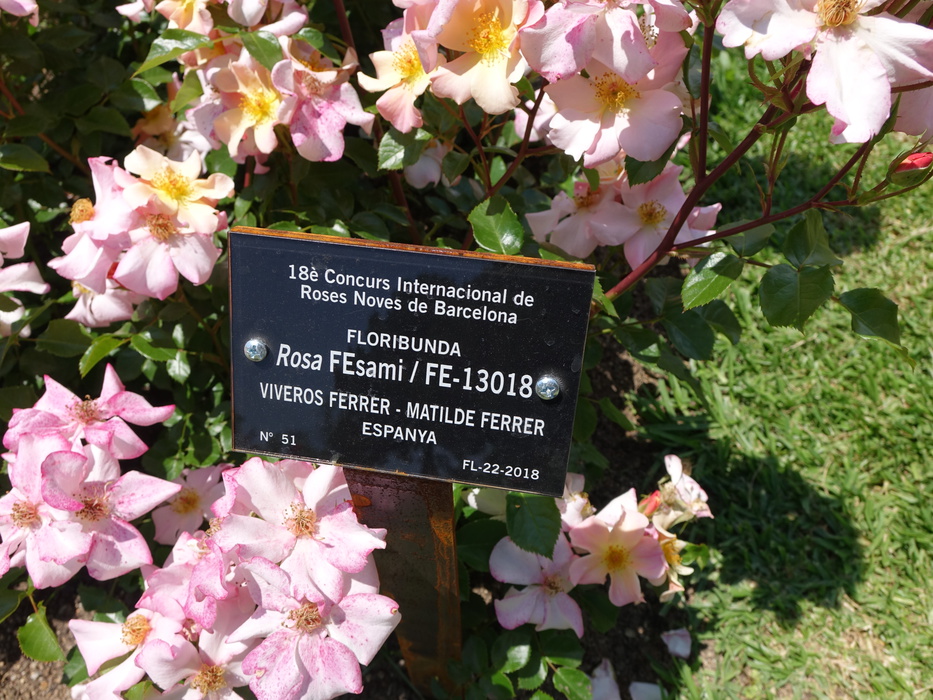 18è Concurs Internacional de
Roses Noves de Barcelona
FLORIBUNDA
Rosa FEsami / FE-13018
VIVEROS FERRER - MATILDE FERRER
ESPANYA
N° 51
FL-22-2018